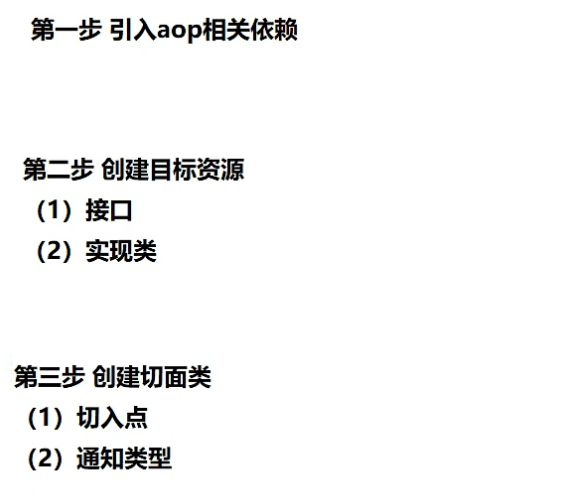 第一步 引入aop相关依赖
第二步 创建目标资源
（1）接口
（2）实现类
第三步 创建切面类
（1）切入点
（2）通知类型